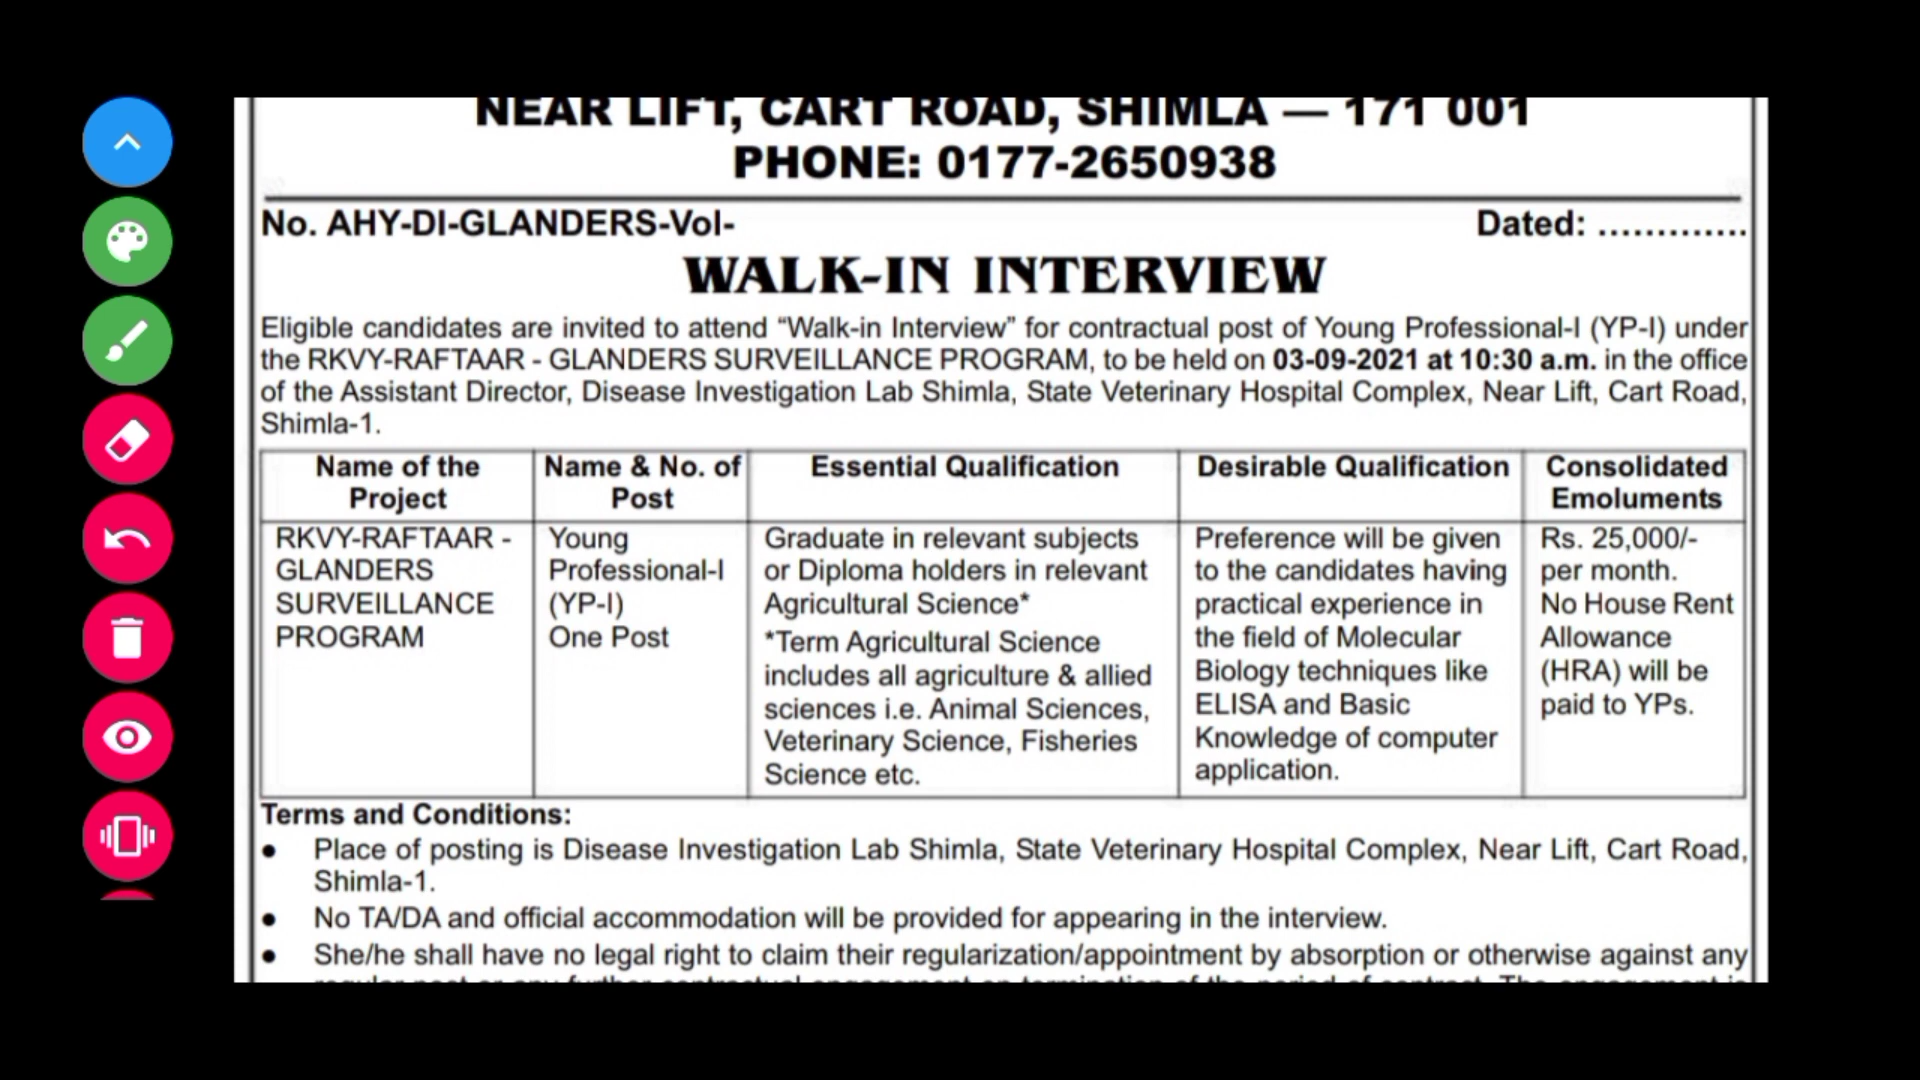 NEAR LIFT, CART ROAD, SHIMLA — 171 001
PHONE: 0177-2650938
No. AHY-DI-GLANDERS-Vol-
Dated: .............
WALK-IN INTERVIEW
Eligible candidates are invited to attend “Walk-in Interview” for contractual post of Young Professional-I (YP-I) under
the RKVY-RAFTAAR - GLANDERS SURVEILLANCE PROGRAM, to be held on 03-09-2021 at 10:30 a.m. in the office
of the Assistant Director, Disease Investigation Lab Shimla, State Veterinary Hospital Complex, Near Lift, Cart Road,
Shimla-1.
Name of the
Project
Name & No. of
Post
Essential Qualification
Desirable Qualification
Consolidated
Emoluments
RKVY-RAFTAAR -
GLANDERS
SURVEILLANCE
PROGRAM
Young
Professional-I
(YP-I)
One Post
Graduate in relevant subjects
or Diploma holders in relevant
Agricultural Science*
*Term Agricultural Science
includes all agriculture & allied
sciences i.e. Animal Sciences,
Veterinary Science, Fisheries
Science etc.
Preference will be given
to the candidates having
practical experience in
the field of Molecular
Biology techniques like
ELISA and Basic
Knowledge of computer
application.
Rs. 25,000/-
per month.
No House Rent
Allowance
(HRA) will be
paid to YPs.
Terms and Conditions:
● Place of posting is Disease Investigation Lab Shimla, State Veterinary Hospital Complex, Near Lift, Cart Road,
Shimla-1.
● No TA/DA and official accommodation will be provided for appearing in the interview.
● She/he shall have no legal right to claim their regularization/appointment by absorption or otherwise against any